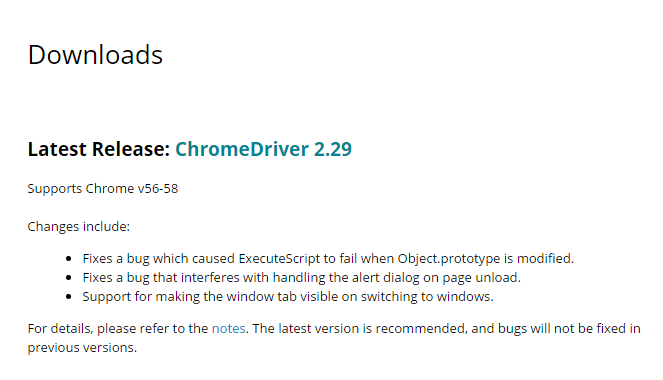 Downloads
Latest Release: ChromeDriver 2.29
Supports Chrome v56-58
Changes include:
• Fixes a bug which caused ExecuteScript to fail when Object.prototype is modified.
• Fixes a bug that interferes with handling the alert dialog on page unload.
• Support for making the window tab visible on switching to windows.
For details, please refer to the notes. The latest version is recommended, and bugs will not be fixed in
previous versions.